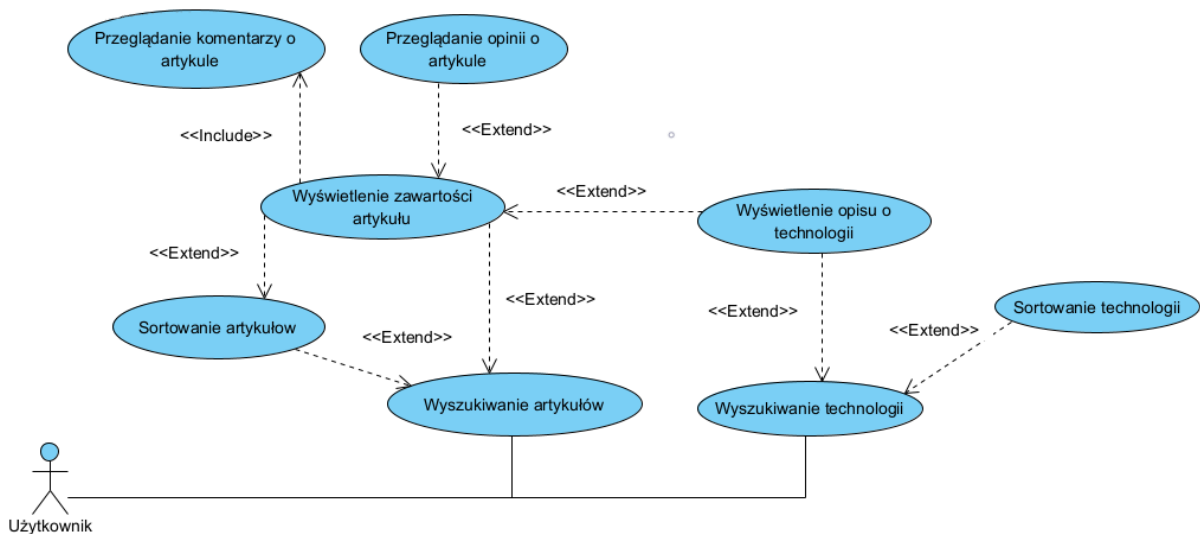 Przeglądanie komentarzy o
artykule
Przeglądanie opinii o
artykule
<<Include>>
<<Extend>>
Wyświetlenie zawartości
artykułu
<<Extend>>
Wyświetlenie opisu o
technologii
<<Extend>>
<<Extend>>
<<Extend>>
Sortowanie technologii
Sortowanie artykułow
<<Extend>>
<<Extend>>
Wyszukiwanie artykułów
Wyszukiwanie technologii
Użytkownik